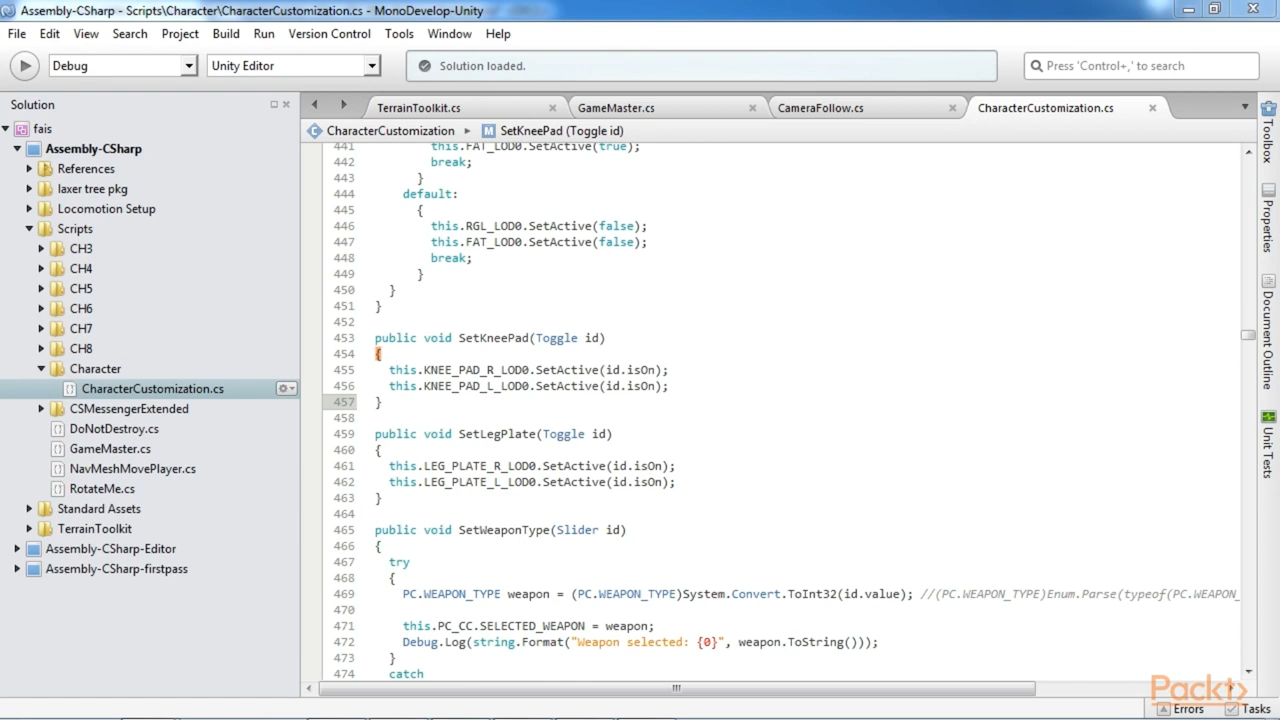 Assembly-CSharp - Scripts\Character\CharacterCustomization.cs - MonoDevelop-Unity
File Edit View Search Project Build Run Version Control Tools Window Help
Debug Unity Editor Solution loaded. Press 'Control+,' to search
Solution
TerrainToolkit.cs GameMaster.cs CameraFollow.cs CharacterCustomization.cs
CharacterCustomization SetKneePad (Toggle id)
fais
Assembly-CSharp
References
laxer tree pkg
Locomotion Setup
Scripts
CH3
CH4
CH5
CH6
CH7
CH8
Character
CharacterCustomization.cs
CSMessengerExtended
DoNotDestroy.cs
GameMaster.cs
NavMeshMovePlayer.cs
RotateMe.cs
Standard Assets
TerrainToolkit
Assembly-CSharp-Editor
Assembly-CSharp-firstpass
441 this.FAT_LOD0.SetActive(true);
442 break;
443 }
444 default:
445 {
446 this.RGL_LOD0.SetActive(false);
447 this.FAT_LOD0.SetActive(false);
448 break;
449 }
450 }
451 }
452
453 public void SetKneePad(Toggle id)
454 {
455 this.KNEE_PAD_R_LOD0.SetActive(id.isOn);
456 this.KNEE_PAD_L_LOD0.SetActive(id.isOn);
457 }
458
459 public void SetLegPlate(Toggle id)
460 {
461 this.LEG_PLATE_R_LOD0.SetActive(id.isOn);
462 this.LEG_PLATE_L_LOD0.SetActive(id.isOn);
463 }
464
465 public void SetWeaponType(Slider id)
466 {
467 try
468 {
469 PC.WEAPON_TYPE weapon = (PC.WEAPON_TYPE)System.Convert.ToInt32(id.value); //(PC.WEAPON_TYPE)Enum.Parse(typeof(PC.WEAPON_
470
471 this.PC_CC.SELECTED_WEAPON = weapon;
472 Debug.Log(string.Format("Weapon selected: {0}", weapon.ToString()));
473 }
474 catch
Toolbox
Properties
Document Outline
Unit Tests
Packt
Errors Tasks